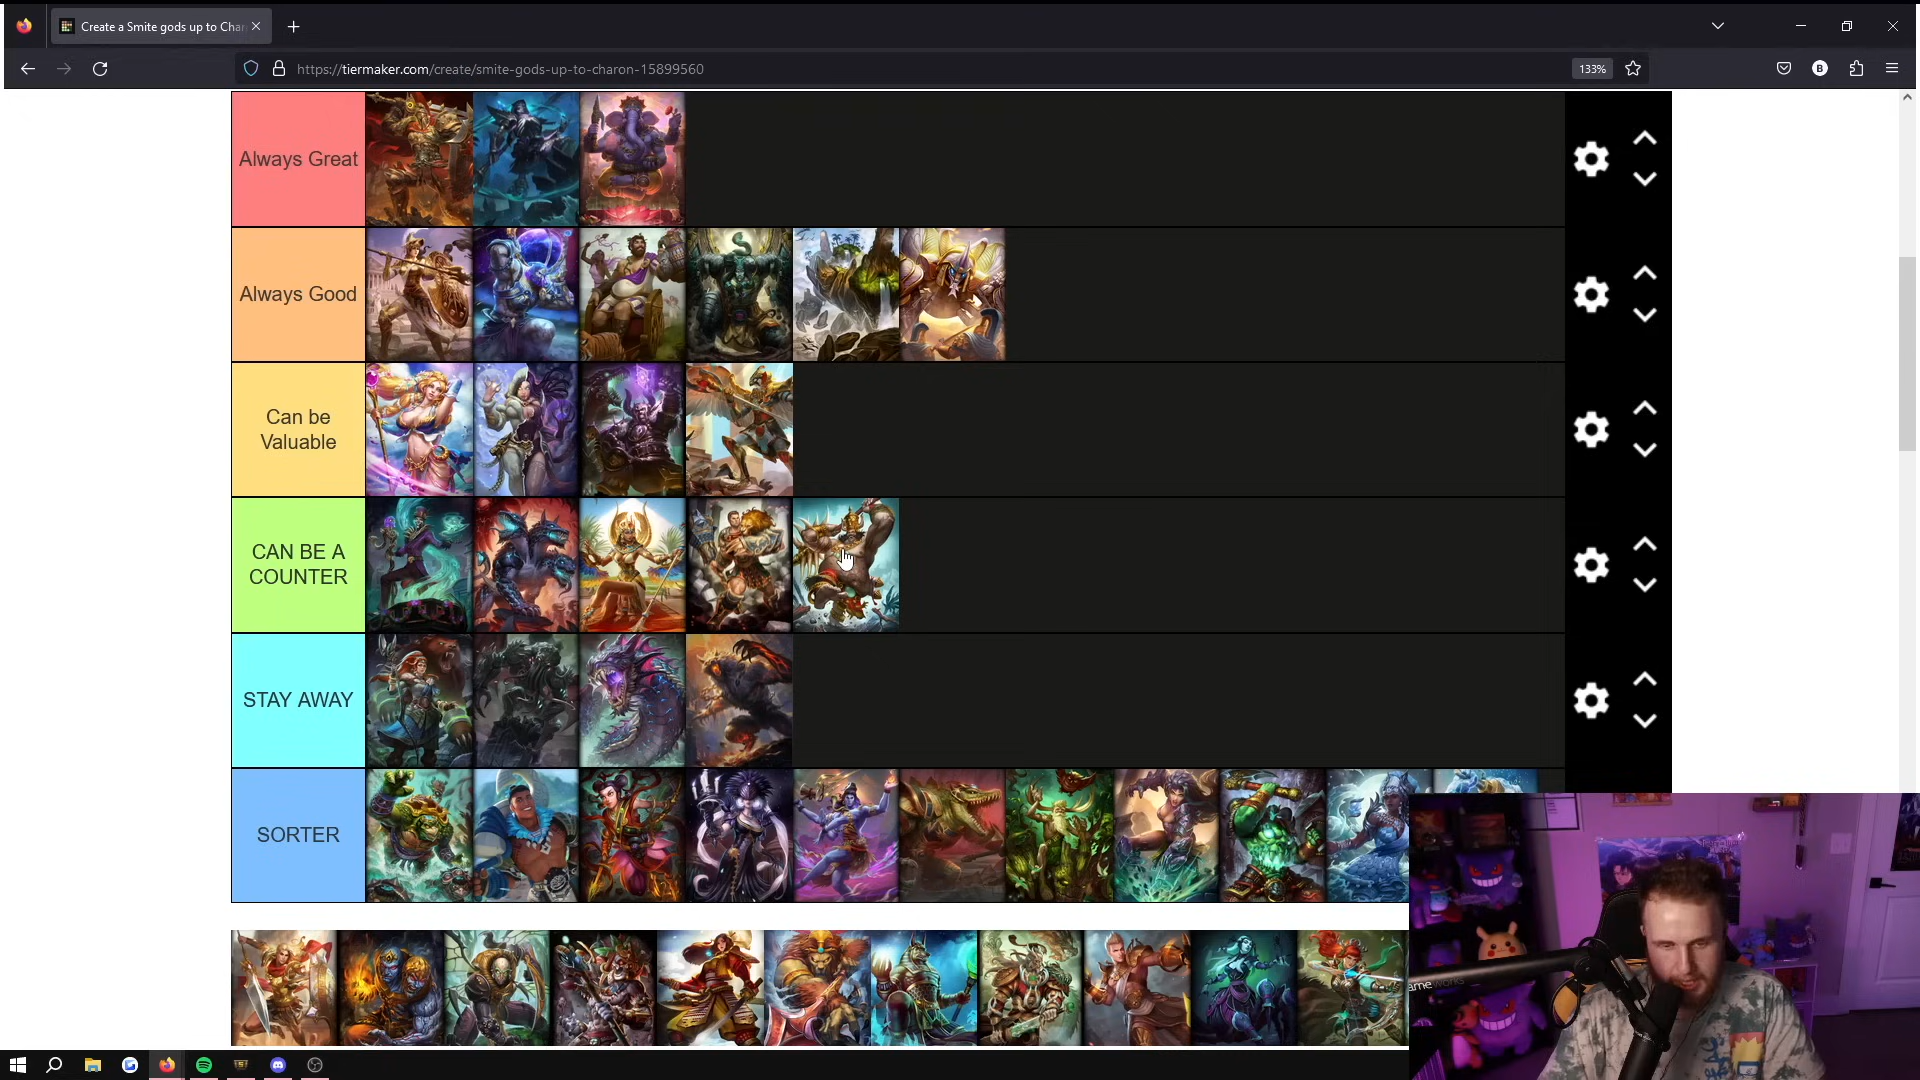 Create a Smite gods up to Char
https://tiermaker.com/create/smite-gods-up-to-charon-15899560
133%
B
Always Great
Always Good
Can be
Valuable
CAN BE A
COUNTER
STAY AWAY
SORTER